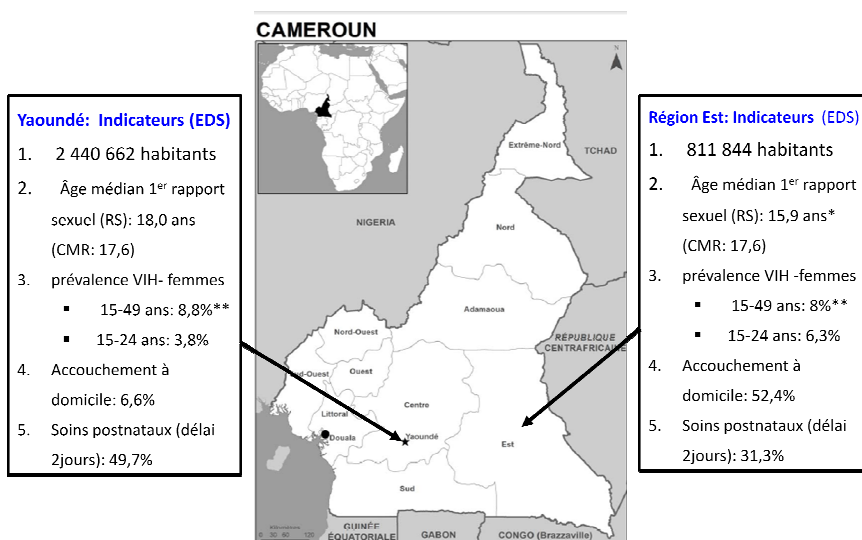 CAMEROUN
Yaoundé: Indicateurs (EDS)
1. 2 440 662 habitants
2. Âge médian 1er rapport
sexuel (RS): 18,0 ans
(CMR: 17,6)
3. prévalence VIH- femmes
▪ 15-49 ans: 8,8%**
▪ 15-24 ans: 3,8%
4. Accouchement à
domicile: 6,6%
5. Soins postnataux (délai
2jours): 49,7%
N
Extrême-Nord
TCHAD
NIGERIA
Nord
Adamaoua
Nord-Ouest
RÉPUBLIQUE
CENTRAFRICAINE
Sud-Ouest
Ouest
Centre
Littoral
Douala
Yaoundé
Est
Sud
0 30 60 120
GUINÉE
ÉQUATORIALE
GABON
CONGO (Brazzaville)
Région Est: Indicateurs (EDS)
1. 811 844 habitants
2. Âge médian 1er rapport
sexuel (RS): 15,9 ans*
(CMR: 17,6)
3. prévalence VIH -femmes
▪ 15-49 ans: 8%**
▪ 15-24 ans: 6,3%
4. Accouchement à
domicile: 52,4%
5. Soins postnataux (délai
2jours): 31,3%